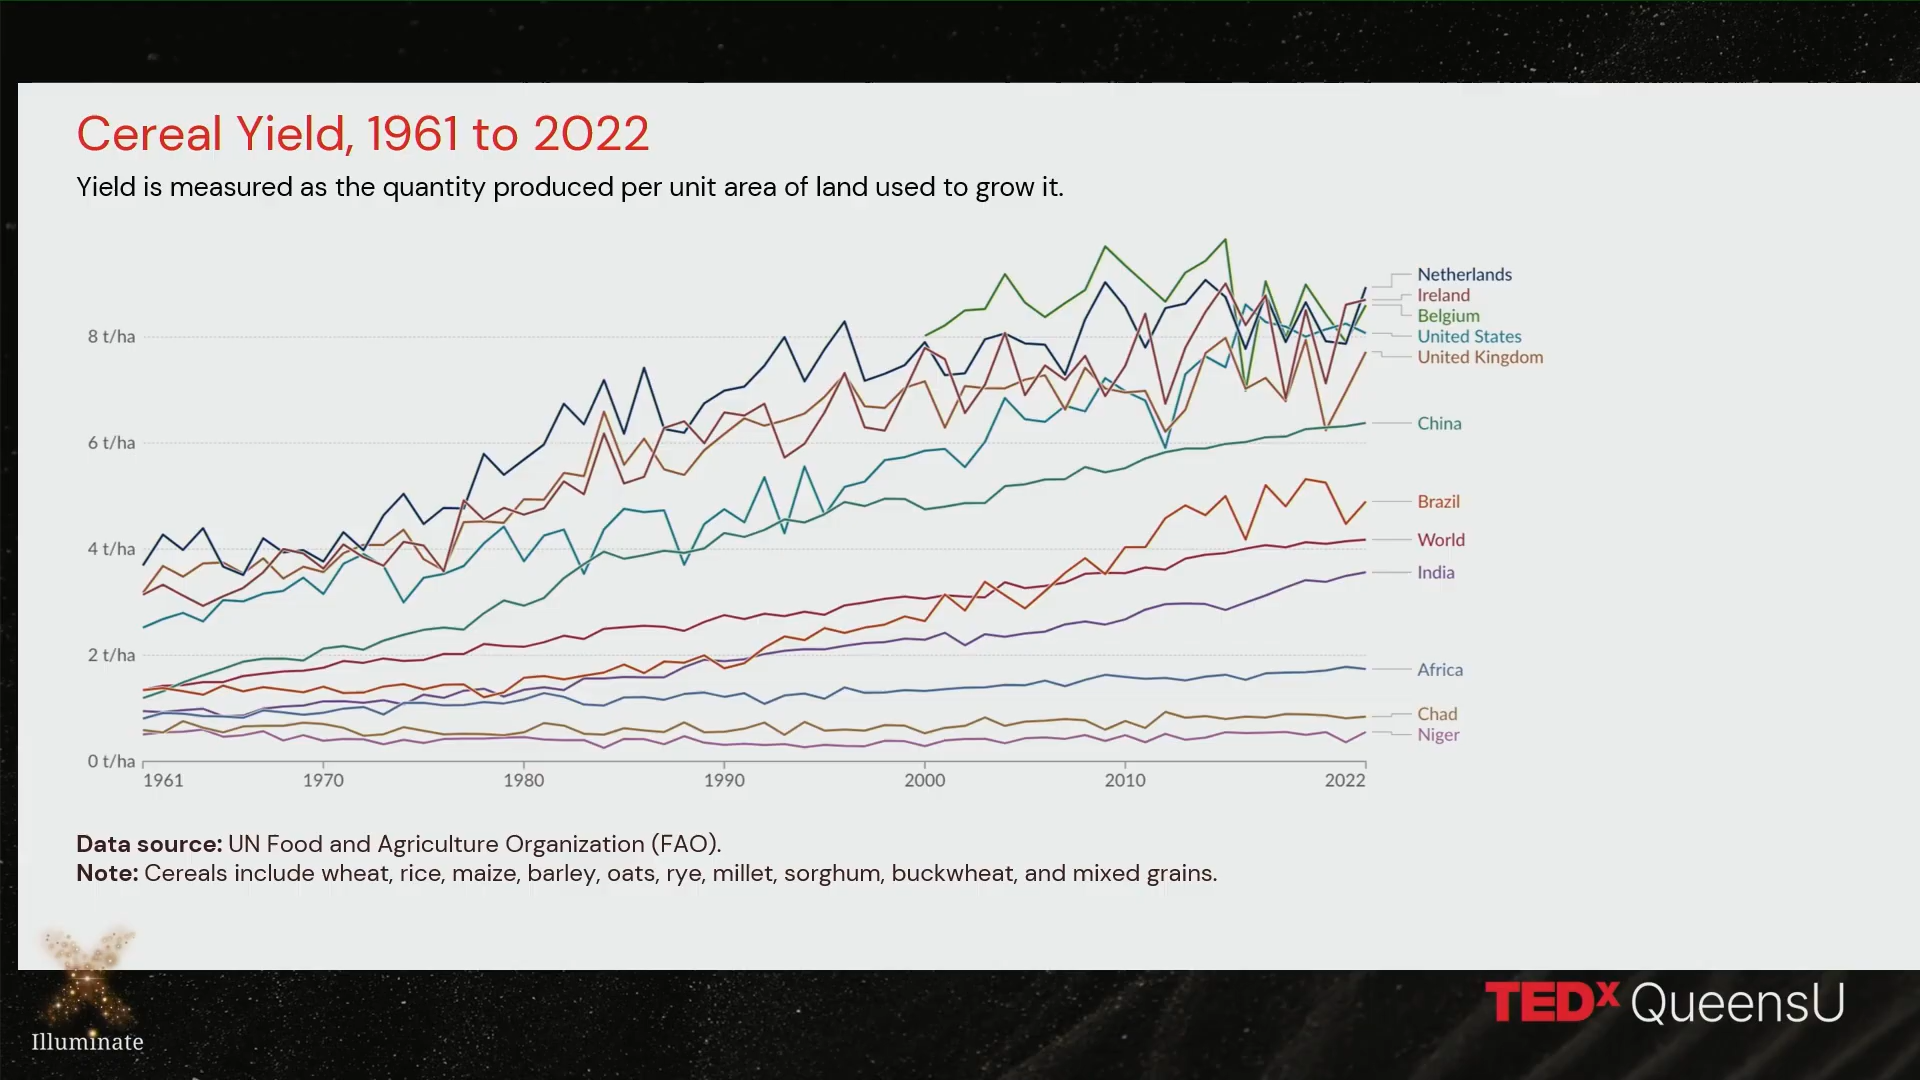 Cereal Yield, 1961 to 2022
Yield is measured as the quantity produced per unit area of land used to grow it.
8 t/ha
6 t/ha
4 t/ha
2 t/ha
0 t/ha
1961 1970 1980 1990 2000 2010 2022
Netherlands
Ireland
Belgium
United States
United Kingdom
China
Brazil
World
India
Africa
Chad
Niger
Data source: UN Food and Agriculture Organization (FAO).
Note: Cereals include wheat, rice, maize, barley, oats, rye, millet, sorghum, buckwheat, and mixed grains.
Illuminate
TEDx QueensU